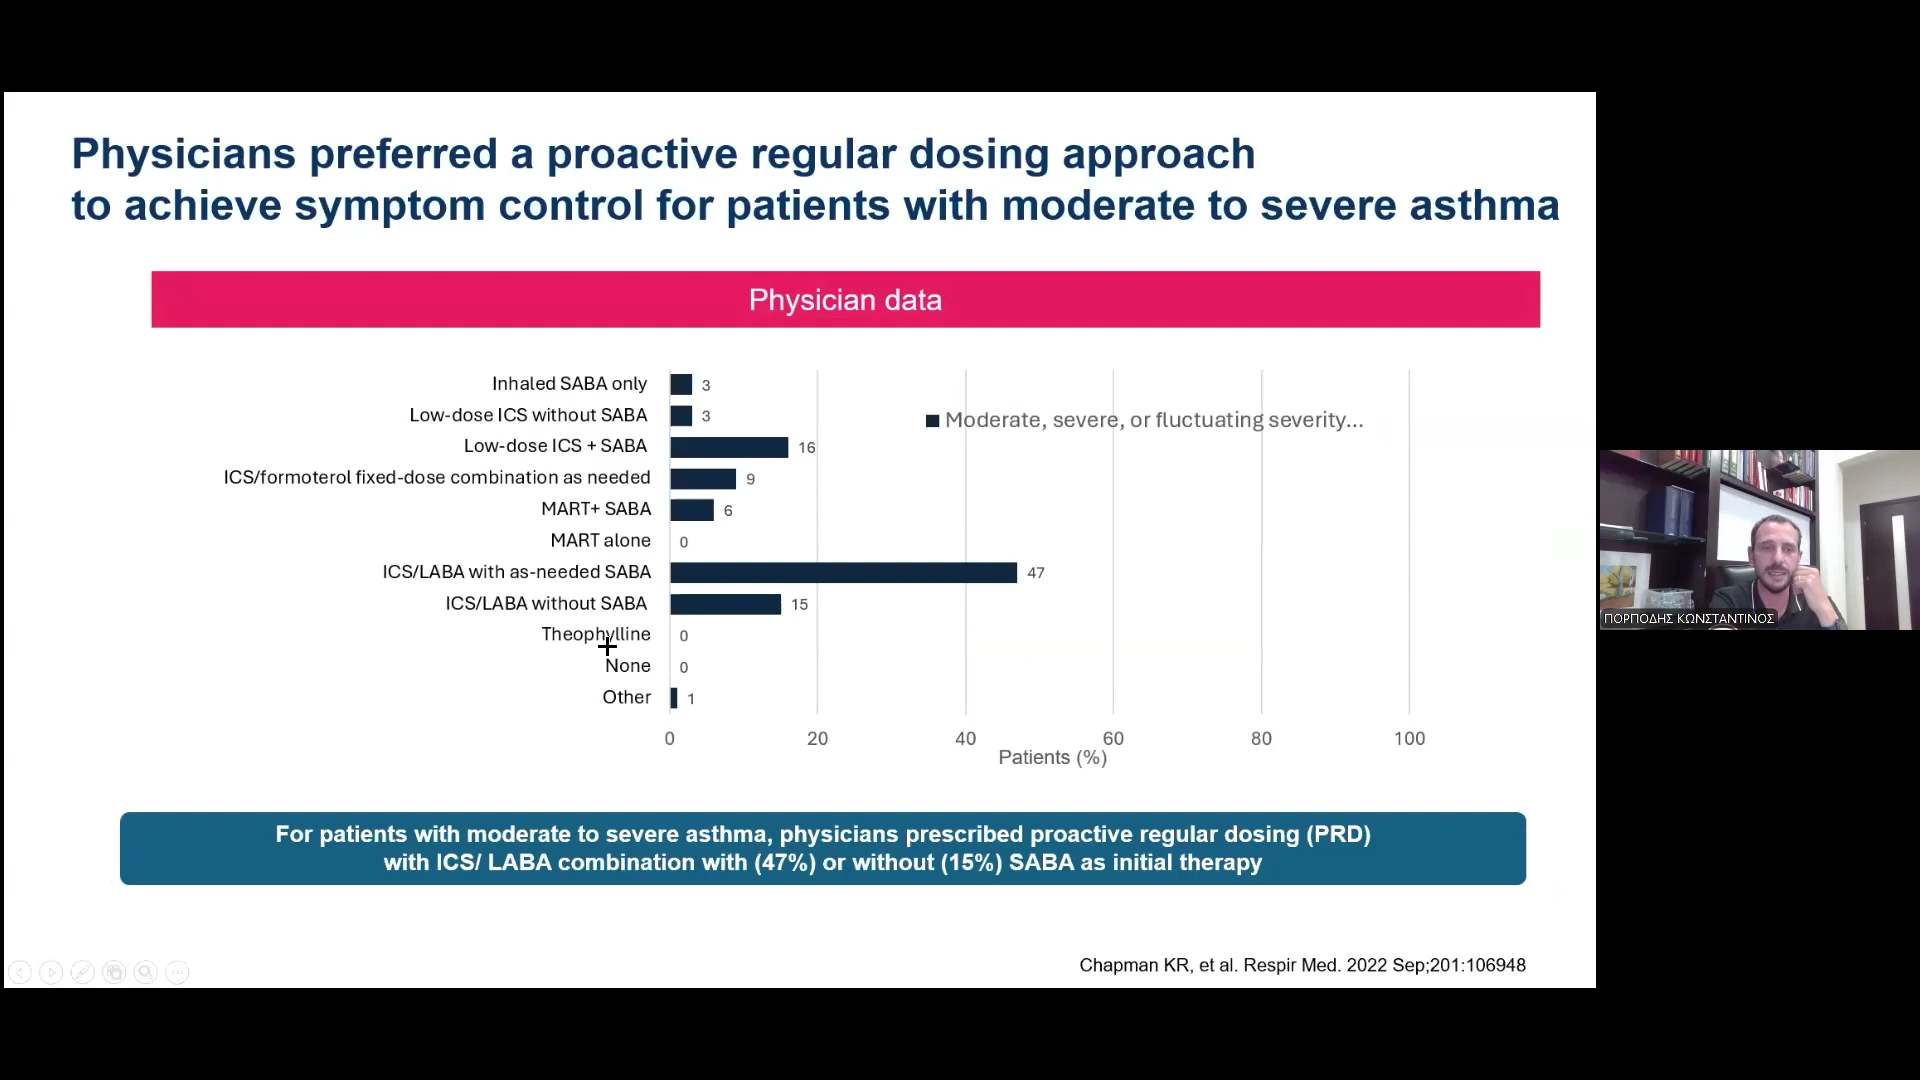 Physicians preferred a proactive regular dosing approach
to achieve symptom control for patients with moderate to severe asthma
Physician data
Inhaled SABA only 3
Low-dose ICS without SABA 3
Low-dose ICS + SABA 16
ICS/formoterol fixed-dose combination as needed 9
MART+ SABA 6
MART alone 0
ICS/LABA with as-needed SABA 47
ICS/LABA without SABA 15
Theophylline 0
None 0
Other 1
Moderate, severe, or fluctuating severity...
0 20 40 60 80 100
Patients (%)
For patients with moderate to severe asthma, physicians prescribed proactive regular dosing (PRD)
with ICS/ LABA combination with (47%) or without (15%) SABA as initial therapy
Chapman KR, et al. Respir Med. 2022 Sep;201:106948
ΠΟΡΠΟΔΗΣ ΚΩΝΣΤΑΝΤΙΝΟΣ